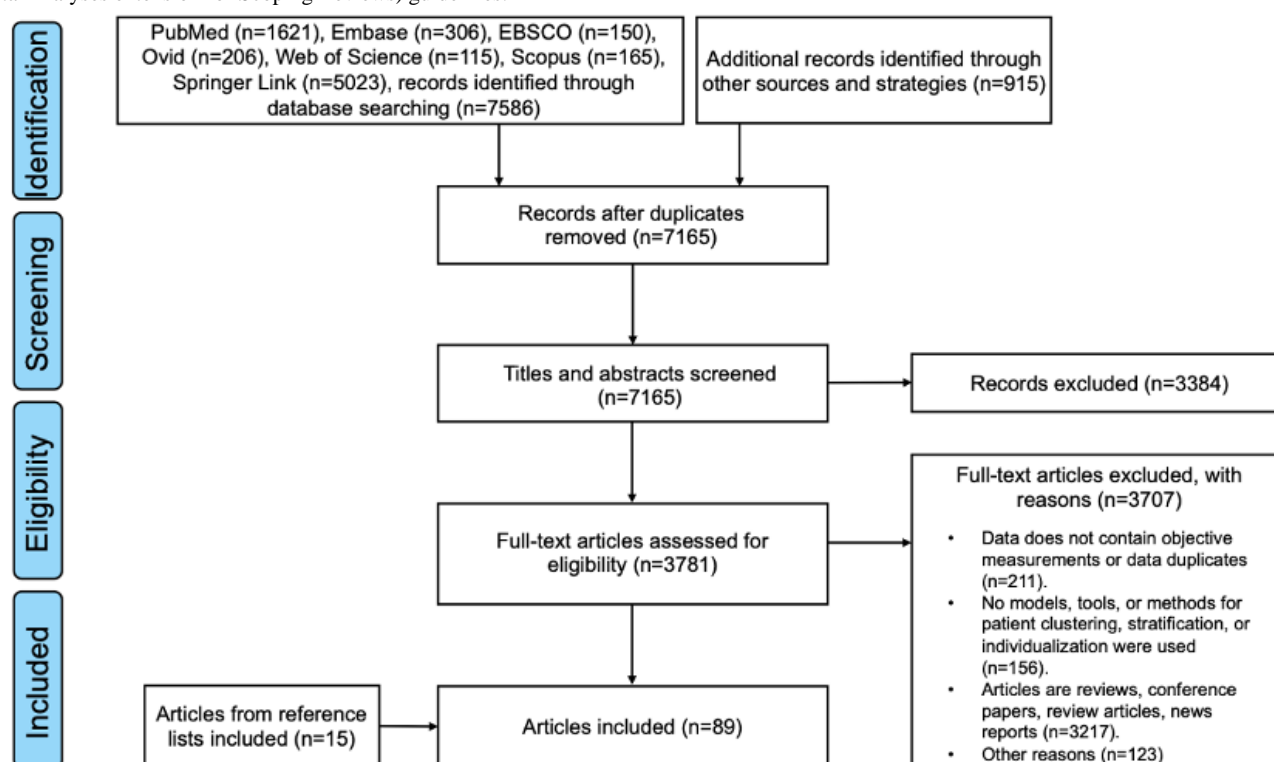 Identification
PubMed (n=1621), Embase (n=306), EBSCO (n=150),
Ovid (n=206), Web of Science (n=115), Scopus (n=165),
Springer Link (n=5023), records identified through
database searching (n=7586)
Additional records identified through
other sources and strategies (n=915)
Records after duplicates
removed (n=7165)
Screening
Titles and abstracts screened
(n=7165)
Records excluded (n=3384)
Eligibility
Full-text articles assessed for
eligibility (n=3781)
Full-text articles excluded, with
reasons (n=3707)
• Data does not contain objective
measurements or data duplicates
(n=211).
• No models, tools, or methods for
patient clustering, stratification, or
individualization were used
(n=156).
• Articles are reviews, conference
papers, review articles, news
reports (n=3217).
• Other reasons (n=123)
Included
Articles from reference
lists included (n=15)
Articles included (n=89)